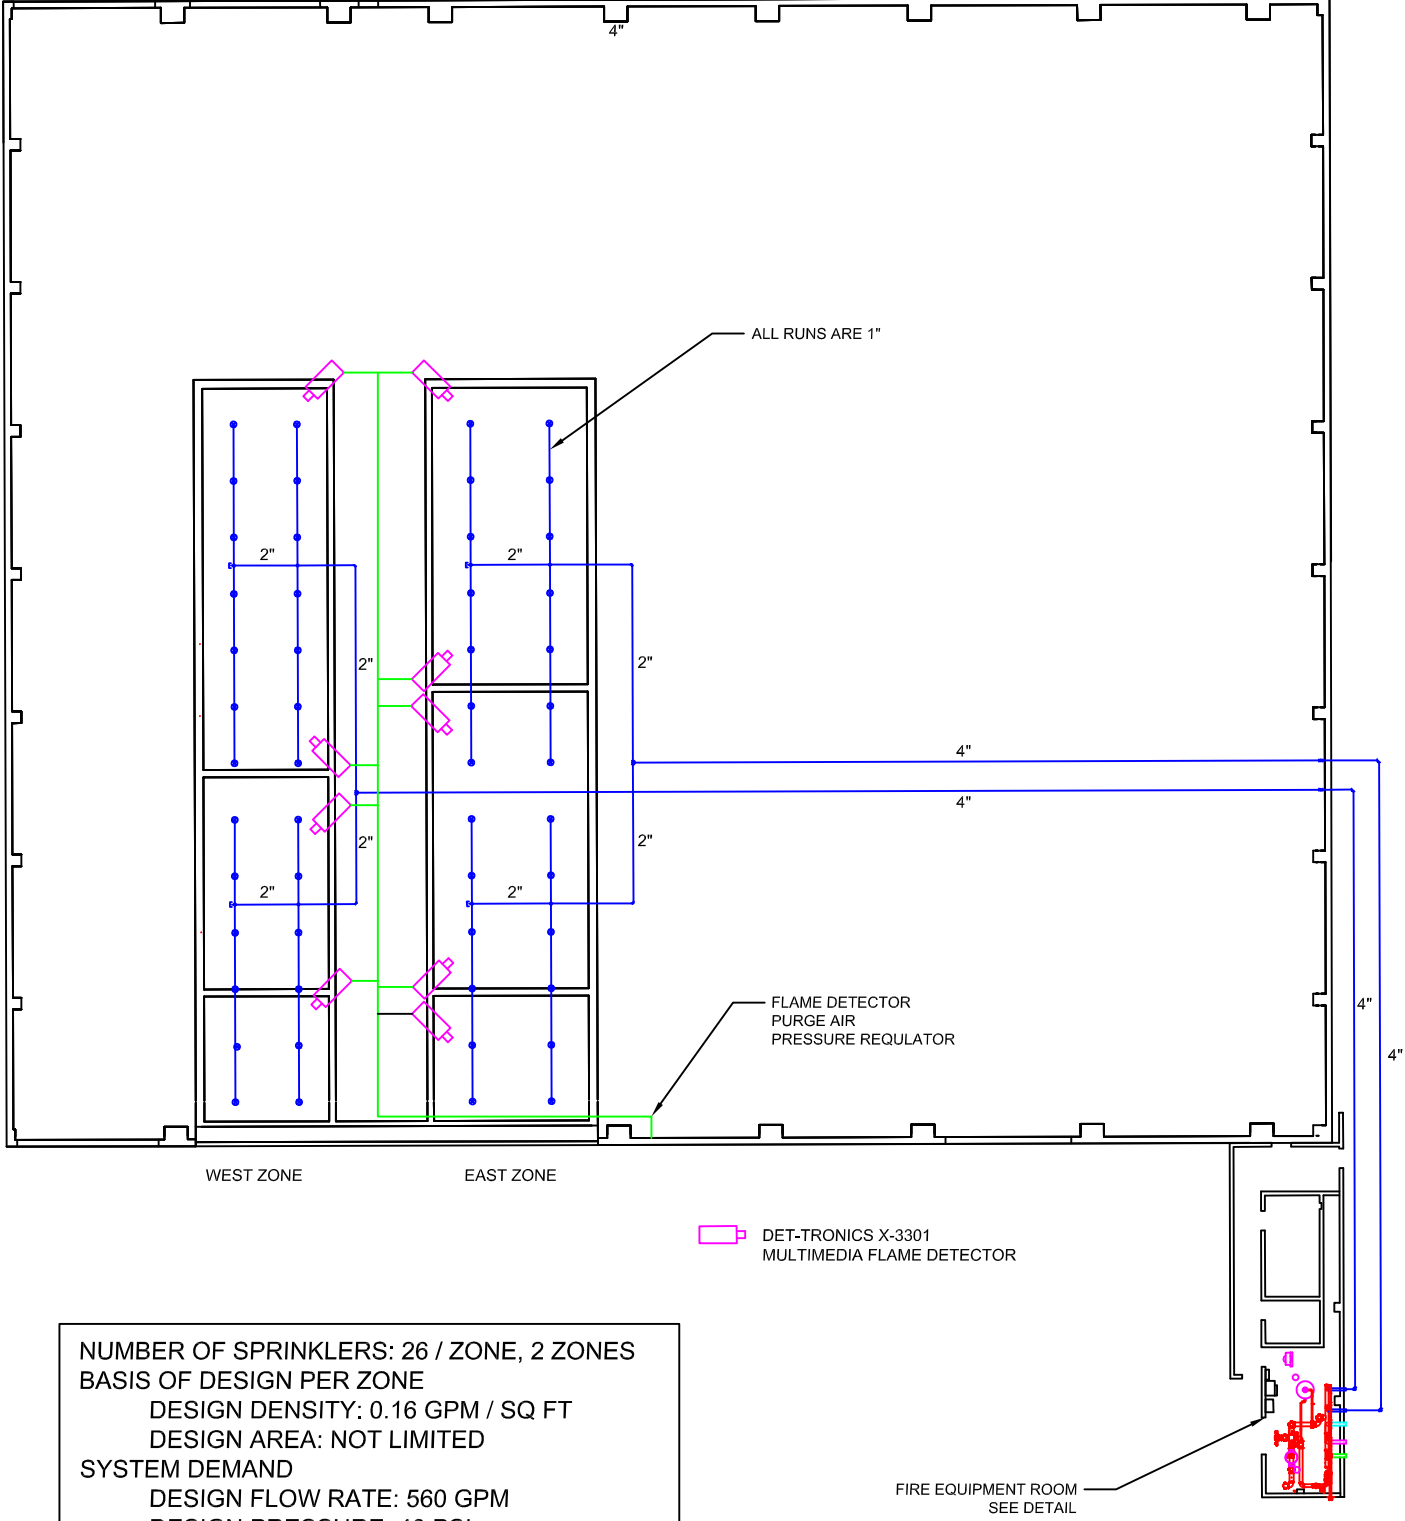 4"
ALL RUNS ARE 1"
2"
2"
2"
2"
4"
4"
2"
2"
2"
2"
FLAME DETECTOR
PURGE AIR
PRESSURE REQULATOR
4"
4"
WEST ZONE
EAST ZONE
DET-TRONICS X-3301
MULTIMEDIA FLAME DETECTOR
NUMBER OF SPRINKLERS: 26 / ZONE, 2 ZONES
BASIS OF DESIGN PER ZONE
DESIGN DENSITY: 0.16 GPM / SQ FT
DESIGN AREA: NOT LIMITED
SYSTEM DEMAND
DESIGN FLOW RATE: 560 GPM
FIRE EQUIPMENT ROOM
SEE DETAIL